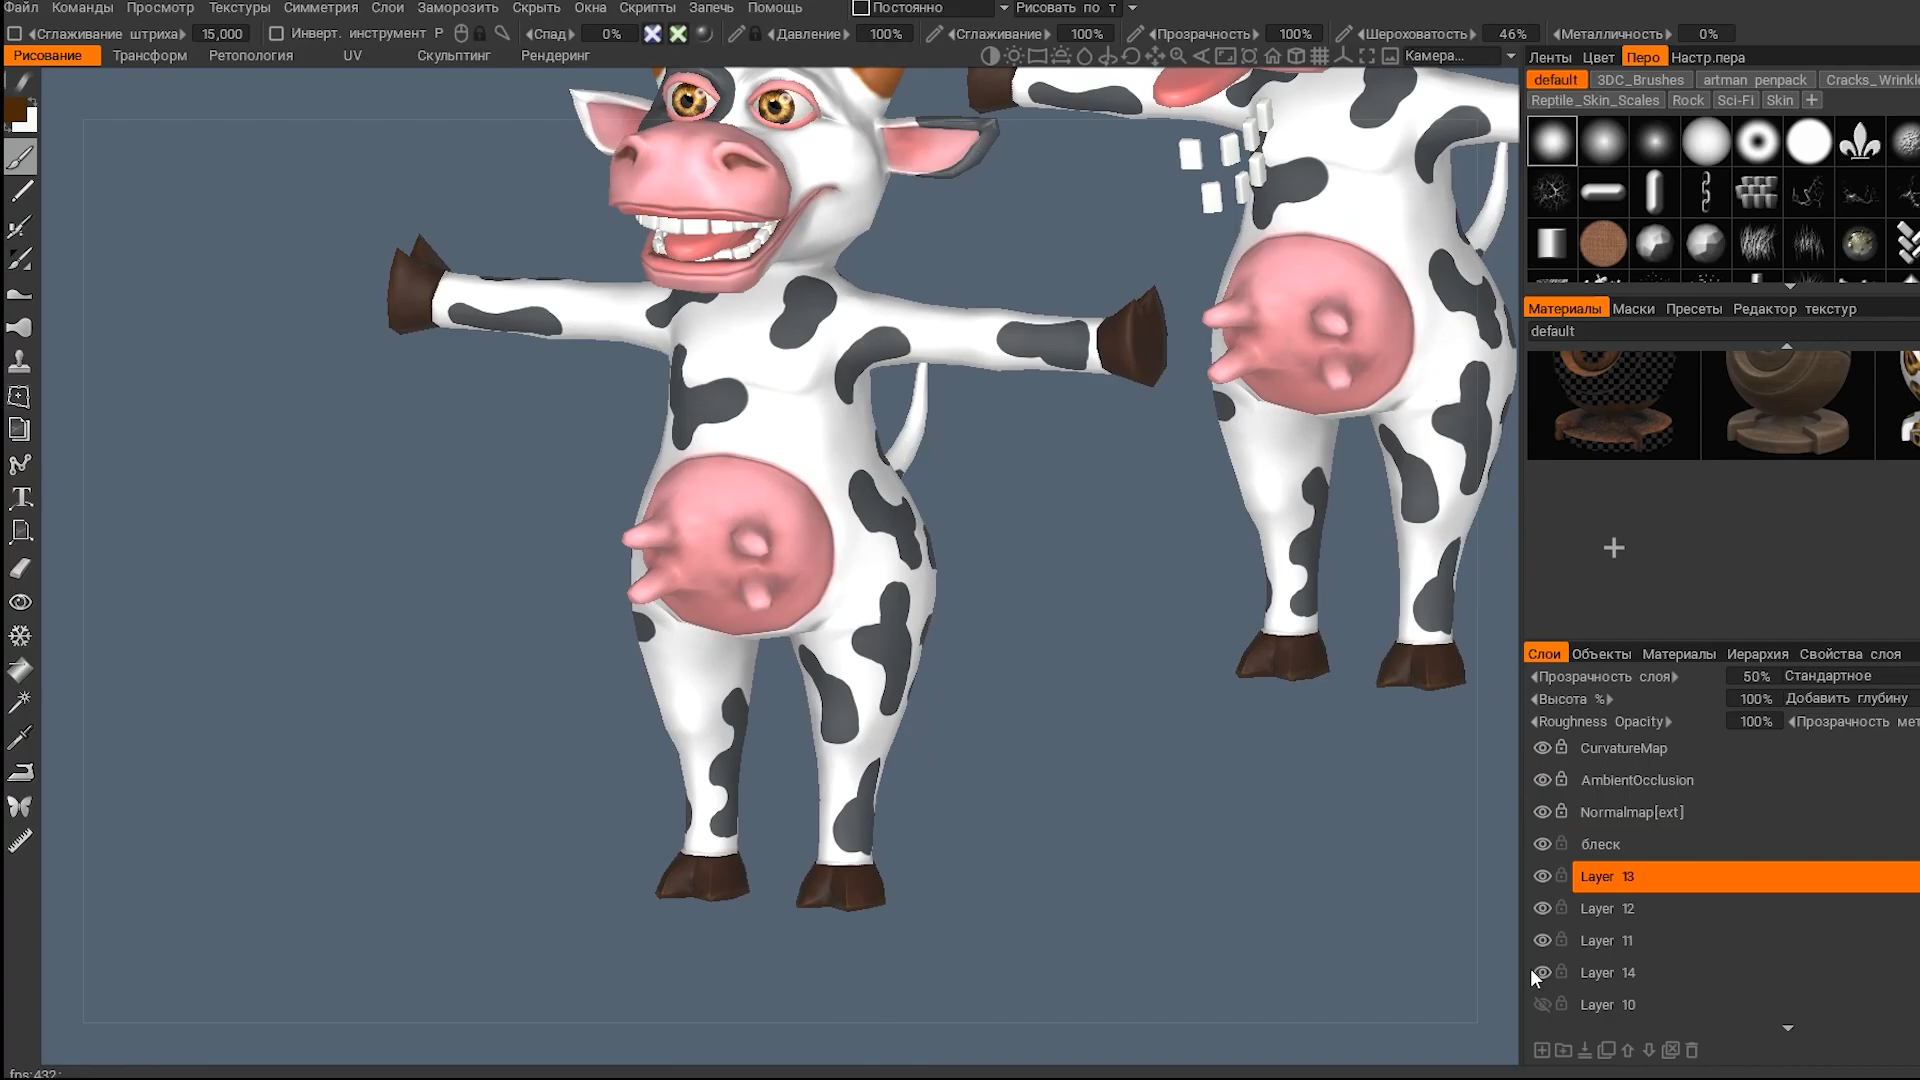 Файл Команды Просмотр Текстуры Симметрия Слои Заморозить Скрыть Окна Скрипты Запечь Помощь Постоянно Рисовать по т
Сглаживание штриха 15,000 Инверт. инструмент Р Спад 0% Давление 100% Сглаживание 100% Прозрачность 100% Шероховатость 46% Металличность 0%
Рисование Трансформ Ретопология UV Скульптинг Рендеринг Камера...
Ленты Цвет Перо Настр.пера
default 3DC_Brushes artman penpack Cracks_Wrinkle
Reptile_Skin_Scales Rock Sci-Fi Skin
Материалы Маски Пресеты Редактор текстур
default
Слои Объекты Материалы Иерархия Свойства слоя
Прозрачность слоя 50% Стандартное
Высота % 100% Добавить глубину
Roughness Opacity 100% Прозрачность мет
CurvatureMap
AmbientOcclusion
Normalmap[ext]
блеск
Layer 13
Layer 12
Layer 11
Layer 14
Layer 10
fps:432;